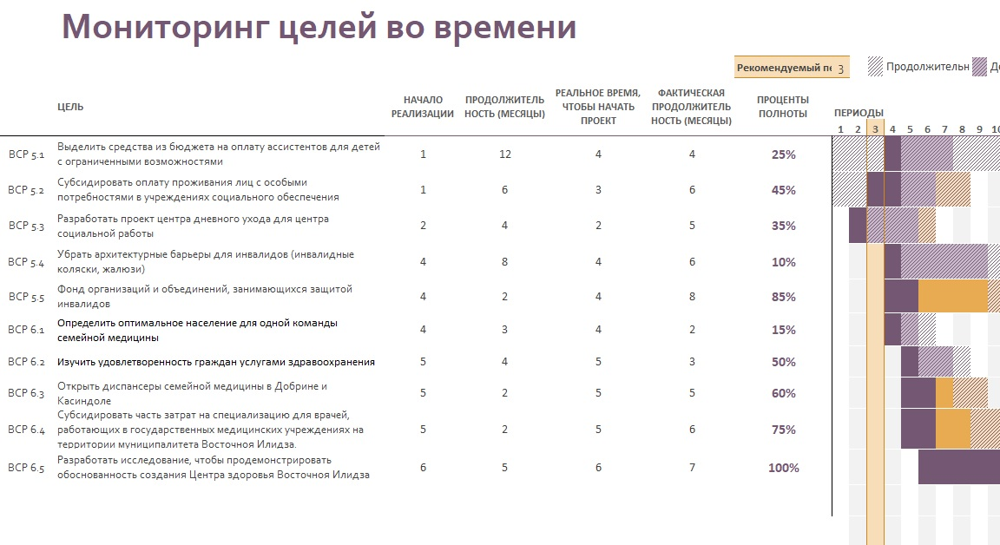 Мониторинг целей во времени
Рекомендуемый пе 3
Продолжительн
До
ЦЕЛЬ
НАЧАЛО
РЕАЛИЗАЦИИ
ПРОДОЛЖИТЕЛЬ
НОСТЬ (МЕСЯЦЫ)
РЕАЛЬНОЕ ВРЕМЯ,
ЧТОБЫ НАЧАТЬ
ПРОЕКТ
ФАКТИЧЕСКАЯ
ПРОДОЛЖИТЕЛЬ
НОСТЬ (МЕСЯЦЫ)
ПРОЦЕНТЫ
ПОЛНОТЫ
ПЕРИОДЫ
1 2 3 4 5 6 7 8 9 10
ВСР 5.1 Выделить средства из бюджета на оплату ассистентов для детей
с ограниченными возможностями
1 12 4 4 25%
ВСР 5.2 Субсидировать оплату проживания лиц с особыми
потребностями в учреждениях социального обеспечения
1 6 3 6 45%
ВСР 5.3 Разработать проект центра дневного ухода для центра
социальной работы
2 4 2 5 35%
ВСР 5.4 Убрать архитектурные барьеры для инвалидов (инвалидные
коляски, жалюзи)
4 8 4 6 10%
ВСР 5.5 Фонд организаций и объединений, занимающихся защитой
инвалидов
4 2 4 8 85%
ВСР 6.1 Определить оптимальное население для одной команды
семейной медицины
4 3 4 2 15%
ВСР 6.2 Изучить удовлетворенность граждан услугами здравоохранения
5 4 5 3 50%
ВСР 6.3 Открыть диспансеры семейной медицины в Добрине и
Касиндоле
5 2 5 5 60%
ВСР 6.4 Субсидировать часть затрат на специализацию для врачей,
работающих в государственных медицинских учреждениях на
территории муниципалитета Восточноя Илидза.
5 2 5 6 75%
ВСР 6.5 Разработать исследование, чтобы продемонстрировать
обоснованность создания Центра здоровья Восточноя Илидза
6 5 6 7 100%